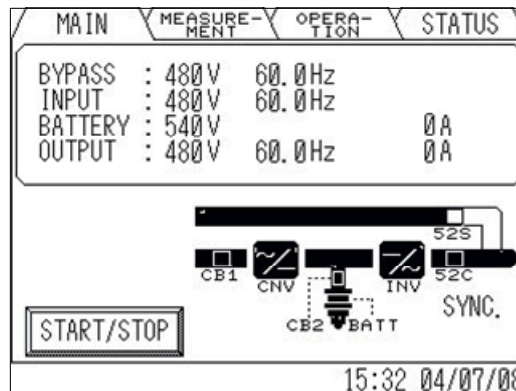 MAIN MEASURE-MENT OPERA-TION STATUS
BYPASS : 480V 60.0Hz
INPUT : 480V 60.0Hz
BATTERY : 540V 0A
OUTPUT : 480V 60.0Hz 0A
52S
CB1 CNV INV 52C
SYNC.
START/STOP CB2 BATT
15:32 04/07/08